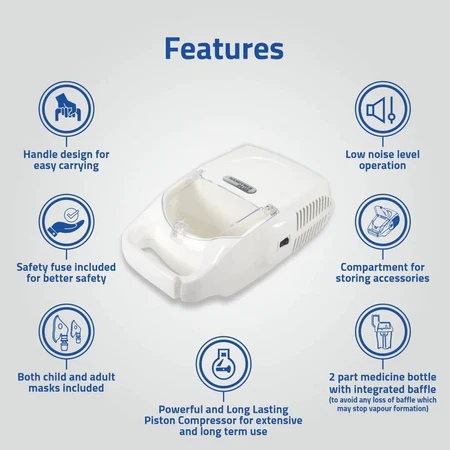 Features
Handle design for
easy carrying
Low noise level
operation
Safety fuse included
for better safety
Compartment for
storing accessories
Both child and adult
masks included
Powerful and Long Lasting
Piston Compressor for extensive
and long term use
2 part medicine bottle
with integrated baffle
(to avoid any loss of baffle which
may stop vapour formation)